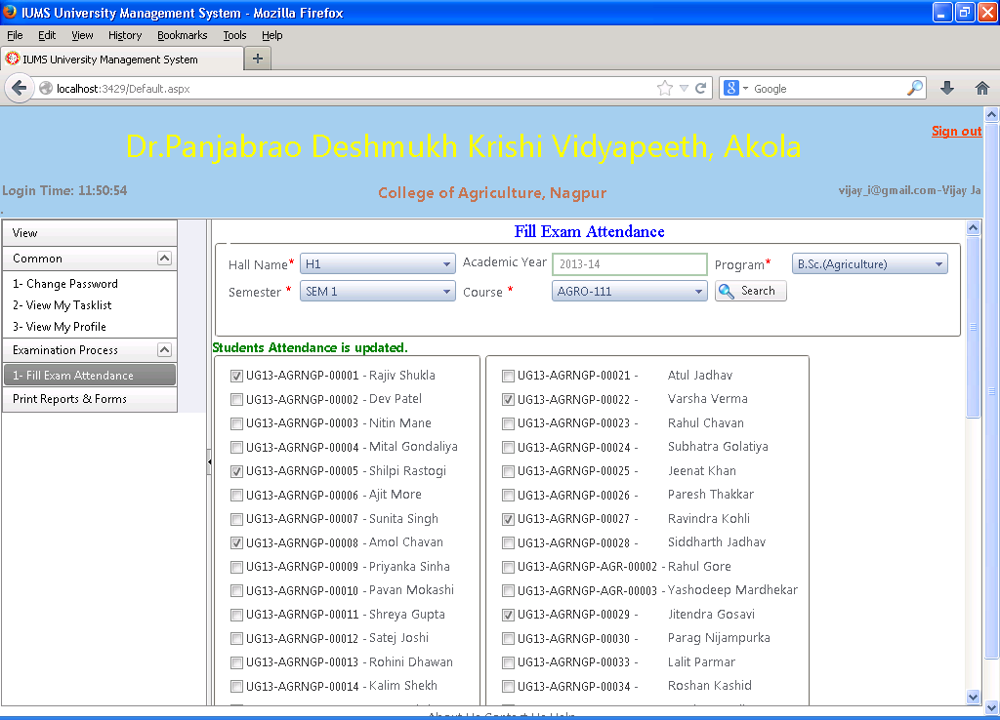 IUMS University Management System - Mozilla Firefox
File Edit View History Bookmarks Tools Help
IUMS University Management System
localhost:3429/Default.aspx
Google
Sign out
Dr.Panjabrao Deshmukh Krishi Vidyapeeth, Akola
Login Time: 11:50:54
College of Agriculture, Nagpur
vijay_i@gmail.com-Vijay Ja
View
Common
1- Change Password
2- View My Tasklist
3- View My Profile
Examination Process
1- Fill Exam Attendance
Print Reports & Forms
Fill Exam Attendance
Hall Name* H1 Academic Year 2013-14 Program* B.Sc.(Agriculture)
Semester * SEM 1 Course * AGRO-111 Search
Students Attendance is updated.
UG13-AGRNGP-00001 - Rajiv Shukla
UG13-AGRNGP-00002 - Dev Patel
UG13-AGRNGP-00003 - Nitin Mane
UG13-AGRNGP-00004 - Mital Gondaliya
UG13-AGRNGP-00005 - Shilpi Rastogi
UG13-AGRNGP-00006 - Ajit More
UG13-AGRNGP-00007 - Sunita Singh
UG13-AGRNGP-00008 - Amol Chavan
UG13-AGRNGP-00009 - Priyanka Sinha
UG13-AGRNGP-00010 - Pavan Mokashi
UG13-AGRNGP-00011 - Shreya Gupta
UG13-AGRNGP-00012 - Satej Joshi
UG13-AGRNGP-00013 - Rohini Dhawan
UG13-AGRNGP-00014 - Kalim Shekh
UG13-AGRNGP-00021 - Atul Jadhav
UG13-AGRNGP-00022 - Varsha Verma
UG13-AGRNGP-00023 - Rahul Chavan
UG13-AGRNGP-00024 - Subhatra Golatiya
UG13-AGRNGP-00025 - Jeenat Khan
UG13-AGRNGP-00026 - Paresh Thakkar
UG13-AGRNGP-00027 - Ravindra Kohli
UG13-AGRNGP-00028 - Siddharth Jadhav
UG13-AGRNGP-AGR-00002 - Rahul Gore
UG13-AGRNGP-AGR-00003 - Yashodeep Mardhekar
UG13-AGRNGP-00029 - Jitendra Gosavi
UG13-AGRNGP-00030 - Parag Nijampurka
UG13-AGRNGP-00033 - Lalit Parmar
UG13-AGRNGP-00034 - Roshan Kashid
About Us Contact Us Help